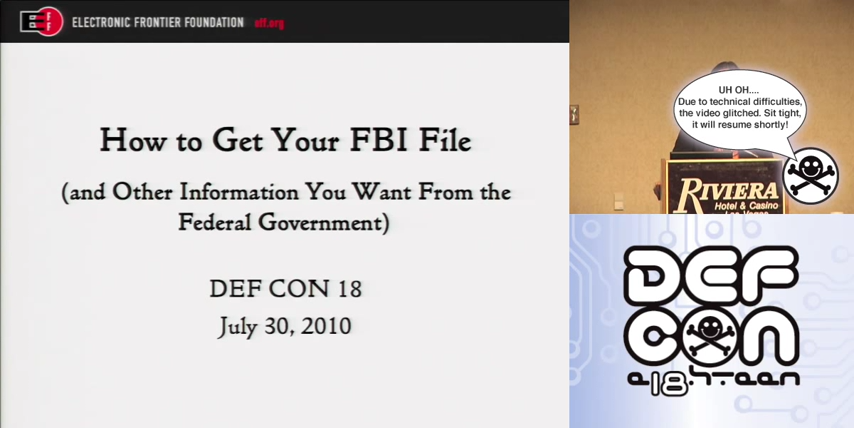 ELECTRONIC FRONTIER FOUNDATION eff.org
How to Get Your FBI File
(and Other Information You Want From the
Federal Government)
DEF CON 18
July 30, 2010
UH OH....
Due to technical difficulties,
the video glitched. Sit tight,
it will resume shortly!
RIVIERA
Hotel & Casino
Las Vegas
DEF
CON
18